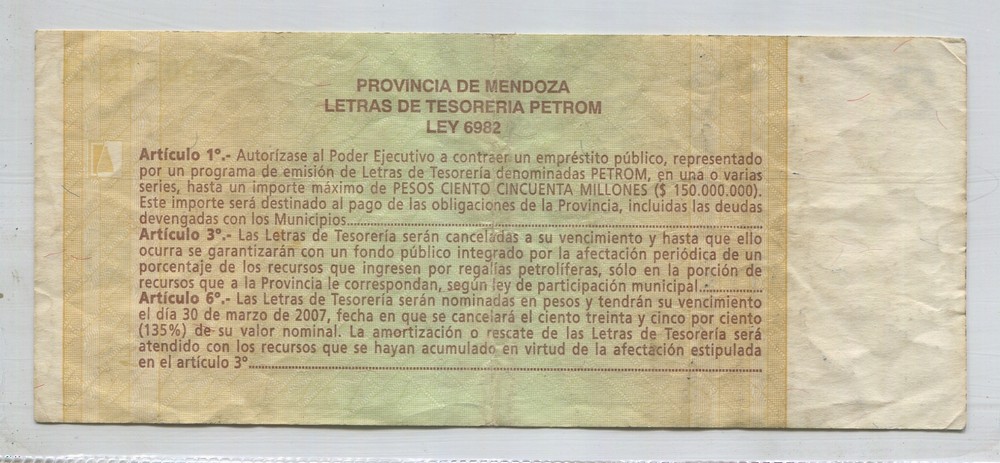 PROVINCIA DE MENDOZA
LETRAS DE TESORERIA PETROM
LEY 6982
Artículo 1°.- Autorízase al Poder Ejecutivo a contraer un empréstito público, representado
por un programa de emisión de Letras de Tesorería denominadas PETROM, en una o varias
series, hasta un importe máximo de PESOS CIENTO CINCUENTA MILLONES ($ 150.000.000).
Este importe será destinado al pago de las obligaciones de la Provincia, incluidas las deudas
devengadas con los Municipios.
Artículo 3°.- Las Letras de Tesorería serán canceladas a su vencimiento y hasta que ello
ocurra se garantizarán con un fondo público integrado por la afectación periódica de un
porcentaje de los recursos que ingresen por regalías petrolíferas, sólo en la porción de
recursos que a la Provincia le correspondan, según ley de participación municipal.
Artículo 6°.- Las Letras de Tesorería serán nominadas en pesos y tendrán su vencimiento
el día 30 de marzo de 2007, fecha en que se cancelará el ciento treinta y cinco por ciento
(135%) de su valor nominal. La amortización o rescate de las Letras de Tesorería será
atendido con los recursos que se hayan acumulado en virtud de la afectación estipulada
en el artículo 3°